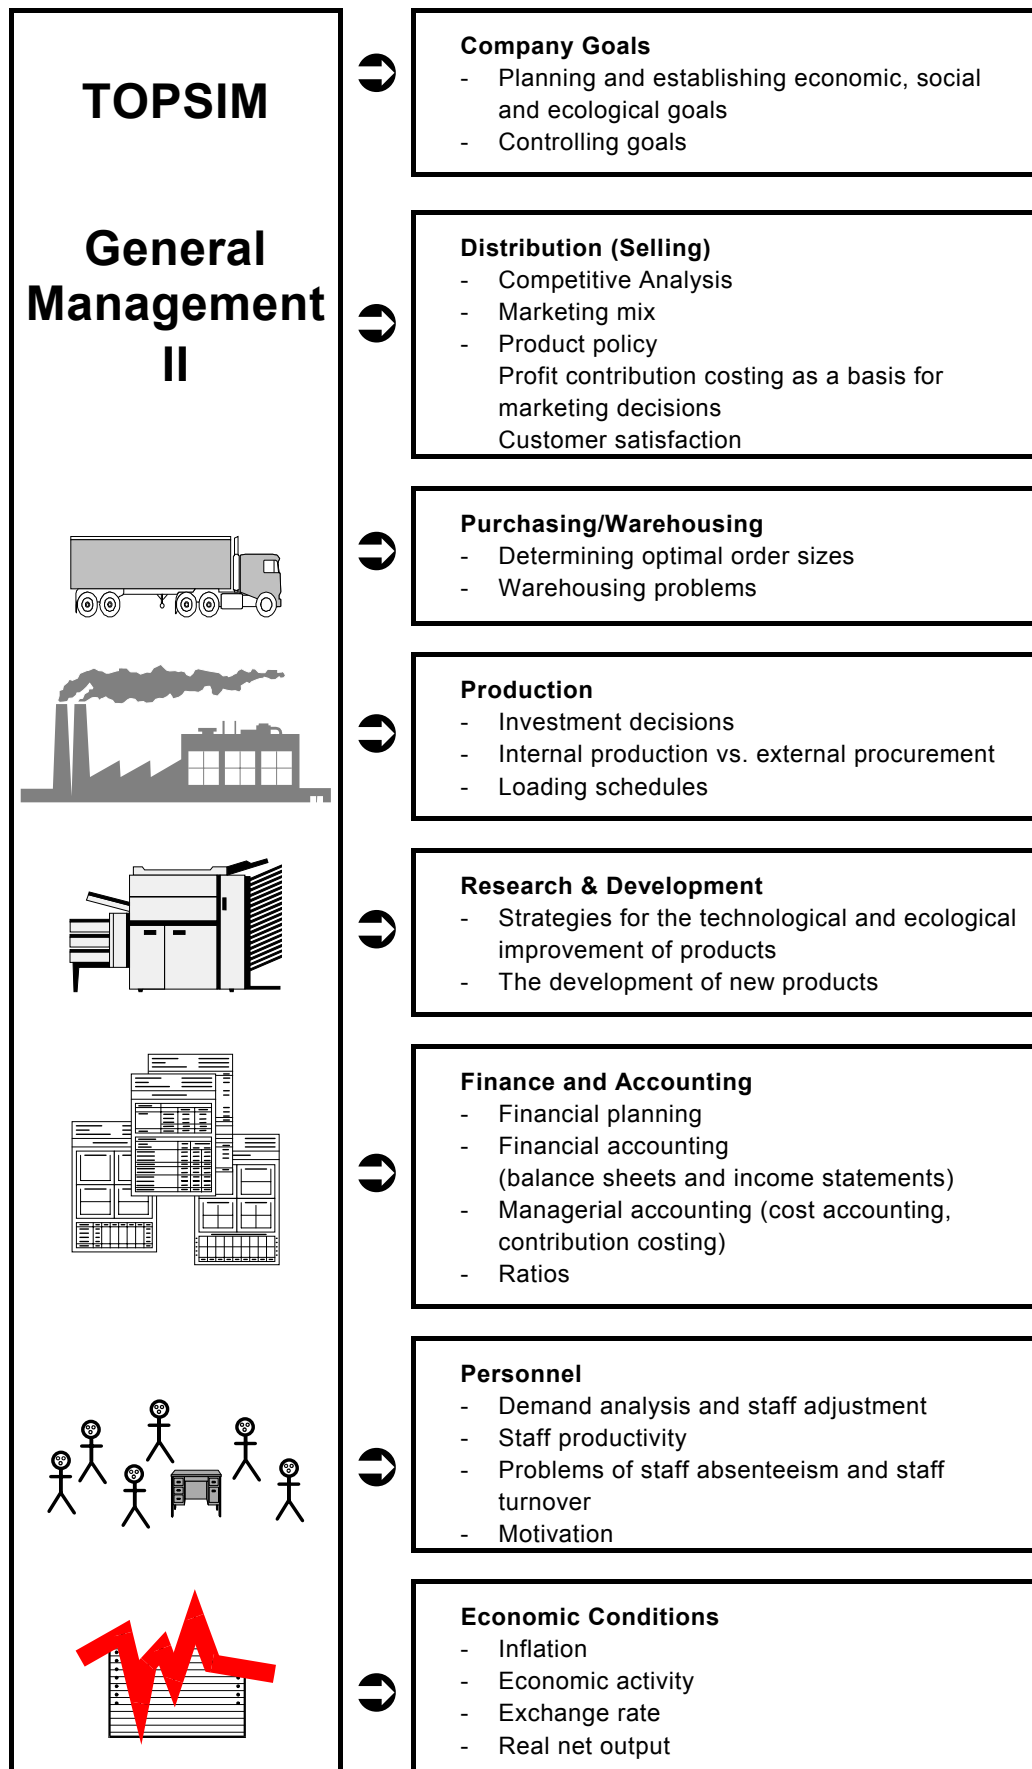 TOPSIM
General
Management
II
Company Goals
- Planning and establishing economic, social
and ecological goals
- Controlling goals
Distribution (Selling)
- Competitive Analysis
- Marketing mix
- Product policy
Profit contribution costing as a basis for
marketing decisions
Customer satisfaction
Purchasing/Warehousing
- Determining optimal order sizes
- Warehousing problems
Production
- Investment decisions
- Internal production vs. external procurement
- Loading schedules
Research & Development
- Strategies for the technological and ecological
improvement of products
- The development of new products
Finance and Accounting
- Financial planning
- Financial accounting
(balance sheets and income statements)
- Managerial accounting (cost accounting,
contribution costing)
- Ratios
Personnel
- Demand analysis and staff adjustment
- Staff productivity
- Problems of staff absenteeism and staff
turnover
- Motivation
Economic Conditions
- Inflation
- Economic activity
- Exchange rate
- Real net output